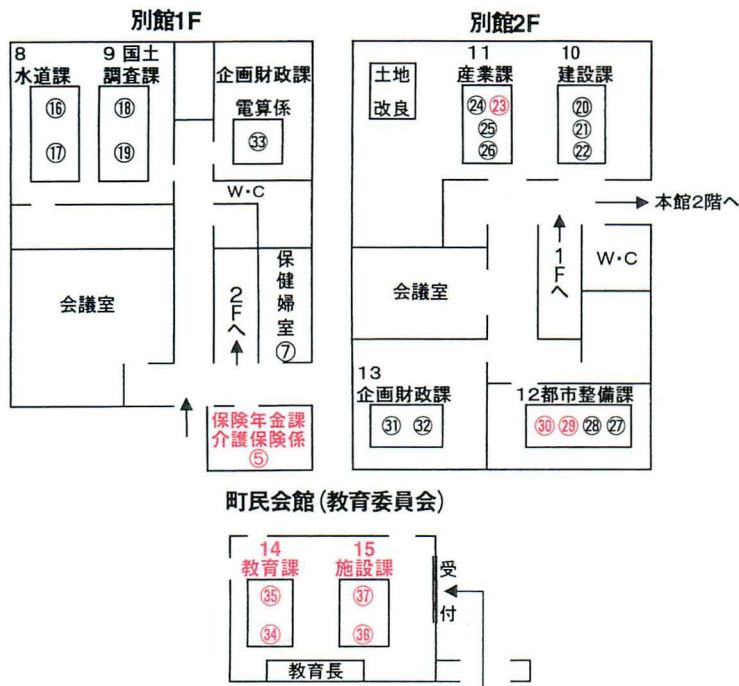 別館1F
8
水道課
⑯
⑰
9 国土
調査課
⑱
⑲
企画財政課
電算係
㉝
W・C
会議室
2Fへ
保健婦室
⑦
保険年金課
介護保険係
⑤
別館2F
土地
改良
11
産業課
㉔ ㉓
㉕
㉖
10
建設課
⑳
㉑
㉒
本館2階へ
1Fへ
W・C
会議室
13
企画財政課
㉛ ㉜
12都市整備課
㉚ ㉙ ㉘ ㉗
町民会館(教育委員会)
14
教育課
㉟
㉞
15
施設課
㊲
㊱
受
付
教育長